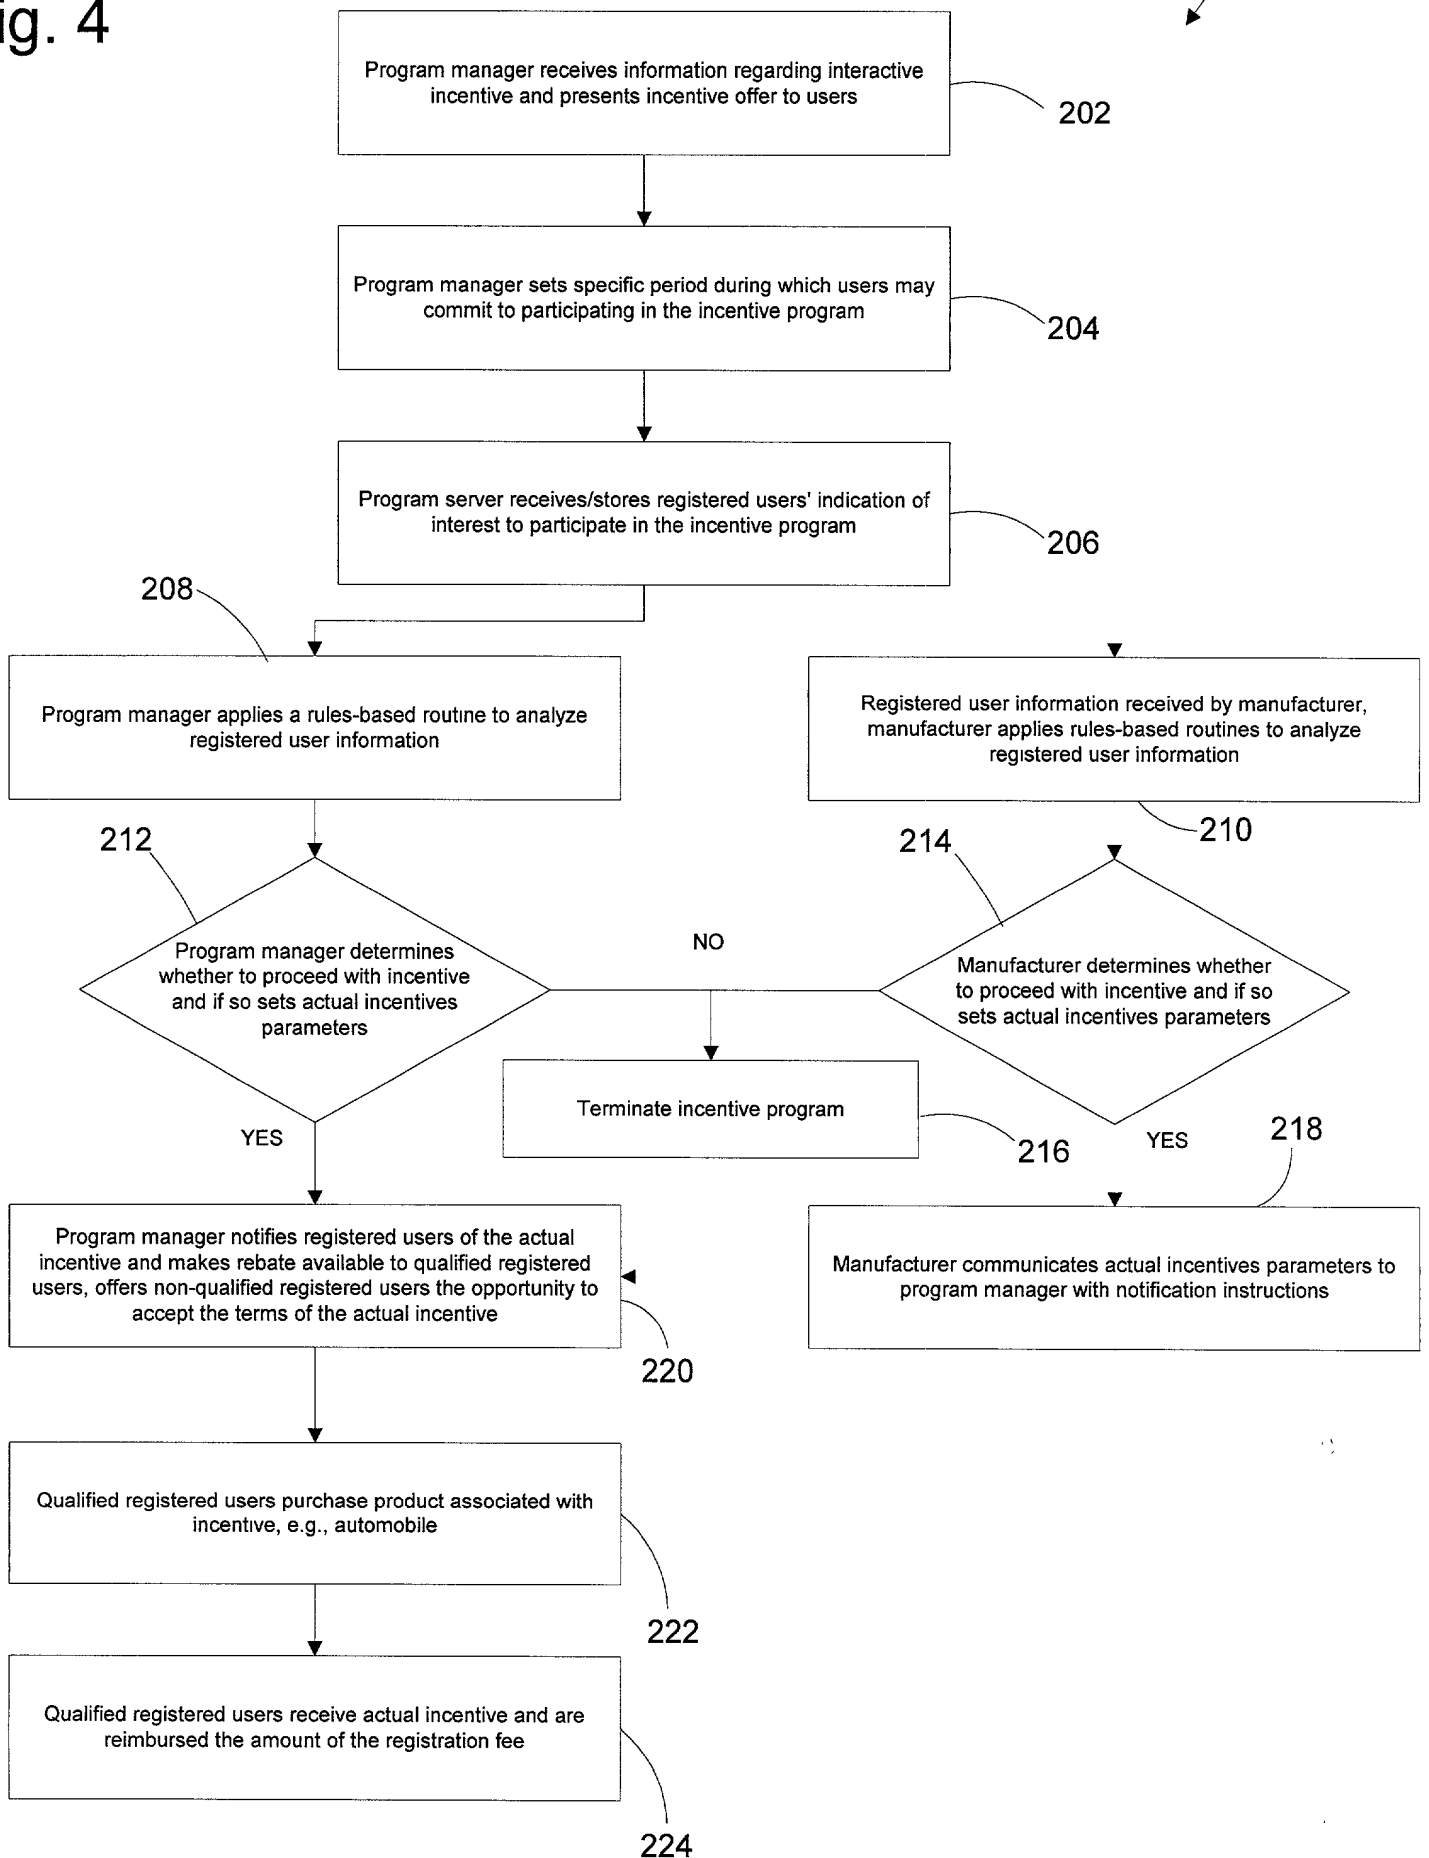 ig. 4
Program manager receives information regarding interactive
incentive and presents incentive offer to users
202
Program manager sets specific period during which users may
commit to participating in the incentive program
204
Program server receives/stores registered users' indication of
interest to participate in the incentive program
206
208
Program manager applies a rules-based routine to analyze
registered user information
Registered user information received by manufacturer,
manufacturer applies rules-based routines to analyze
registered user information
210
212
214
Program manager determines
whether to proceed with incentive
and if so sets actual incentives
parameters
NO
Manufacturer determines whether
to proceed with incentive and if so
sets actual incentives parameters
Terminate incentive program
216
YES
YES
218
Program manager notifies registered users of the actual
incentive and makes rebate available to qualified registered
users, offers non-qualified registered users the opportunity to
accept the terms of the actual incentive
220
Manufacturer communicates actual incentives parameters to
program manager with notification instructions
Qualified registered users purchase product associated with
incentive, e.g., automobile
222
Qualified registered users receive actual incentive and are
reimbursed the amount of the registration fee
224